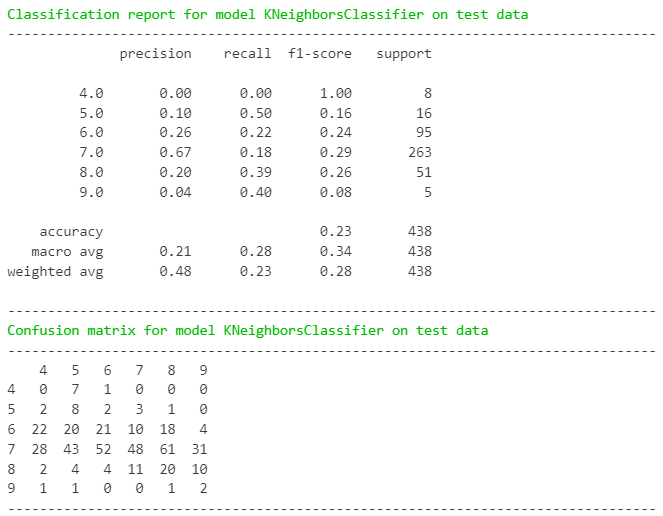 Classification report for model KNeighborsClassifier on test data
---------------------------------------------------------------------------------
              precision    recall  f1-score   support

         4.0       0.00      0.00      1.00         8
         5.0       0.10      0.50      0.16        16
         6.0       0.26      0.22      0.24        95
         7.0       0.67      0.18      0.29       263
         8.0       0.20      0.39      0.26        51
         9.0       0.04      0.40      0.08         5

    accuracy                           0.23       438
   macro avg       0.21      0.28      0.34       438
weighted avg       0.48      0.23      0.28       438

---------------------------------------------------------------------------------
Confusion matrix for model KNeighborsClassifier on test data
---------------------------------------------------------------------------------
    4   5   6   7   8   9
4   0   7   1   0   0   0
5   2   8   2   3   1   0
6  22  20  21  10  18   4
7  28  43  52  48  61  31
8   2   4   4  11  20  10
9   1   1   0   0   1   2
---------------------------------------------------------------------------------